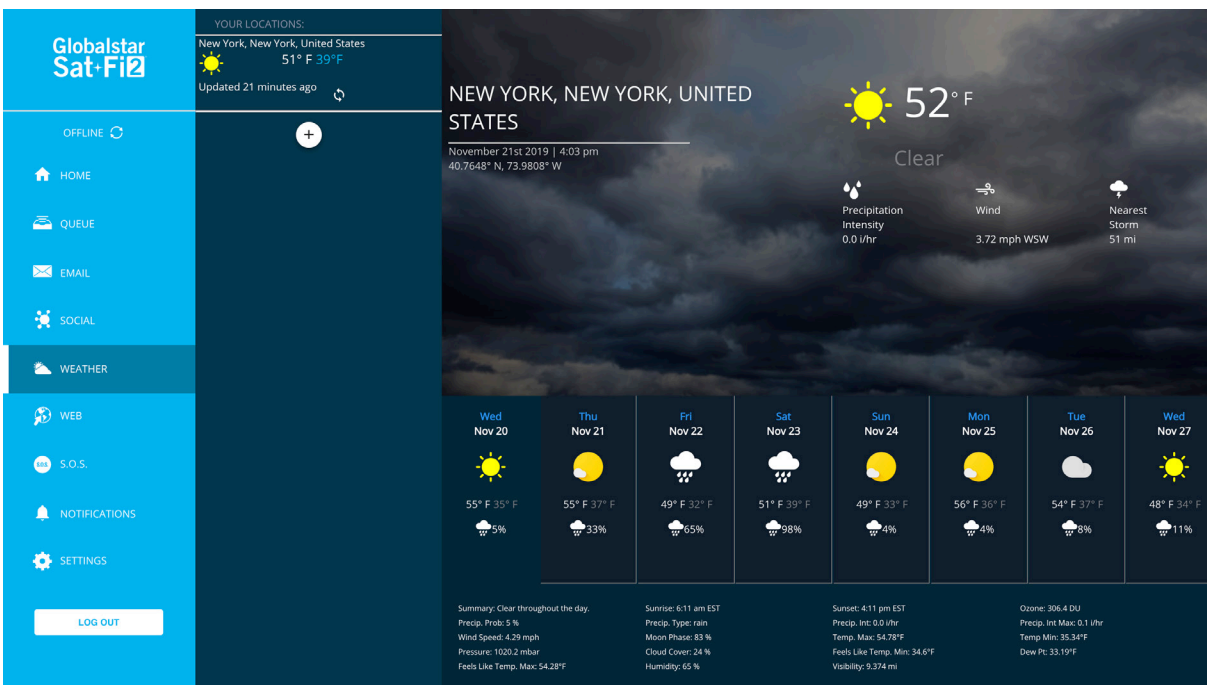 Globalstar
Sat+Fi2
OFFLINE
HOME
QUEUE
EMAIL
SOCIAL
WEATHER
WEB
S.O.S.
S.O.S.
NOTIFICATIONS
SETTINGS
LOG OUT
YOUR LOCATIONS:
New York, New York, United States
51° F 39°F
Updated 21 minutes ago
NEW YORK, NEW YORK, UNITED
STATES
November 21st 2019 | 4:03 pm
40.7648° N, 73.9808° W
52° F
Clear
Precipitation
Intensity
0.0 i/hr
Wind
3.72 mph WSW
Nearest
Storm
51 mi
Wed
Nov 20
55° F 35° F
5%
Thu
Nov 21
55° F 37° F
33%
Fri
Nov 22
49° F 32° F
65%
Sat
Nov 23
51° F 39° F
98%
Sun
Nov 24
49° F 33° F
4%
Mon
Nov 25
56° F 36° F
4%
Tue
Nov 26
54° F 37° F
8%
Wed
Nov 27
48° F 34° F
11%
Summary: Clear throughout the day.
Precip. Prob: 5 %
Wind Speed: 4.29 mph
Pressure: 1020.2 mbar
Feels Like Temp. Max: 54.28°F
Sunrise: 6:11 am EST
Precip. Type: rain
Moon Phase: 83 %
Cloud Cover: 24 %
Humidity: 65 %
Sunset: 4:11 pm EST
Precip. Int: 0.0 i/hr
Temp. Max: 54.78°F
Feels Like Temp. Min: 34.6°F
Visibility: 9.374 mi
Ozone: 306.4 DU
Precip. Int Max: 0.1 i/hr
Temp Min: 35.34°F
Dew Pt: 33.19°F